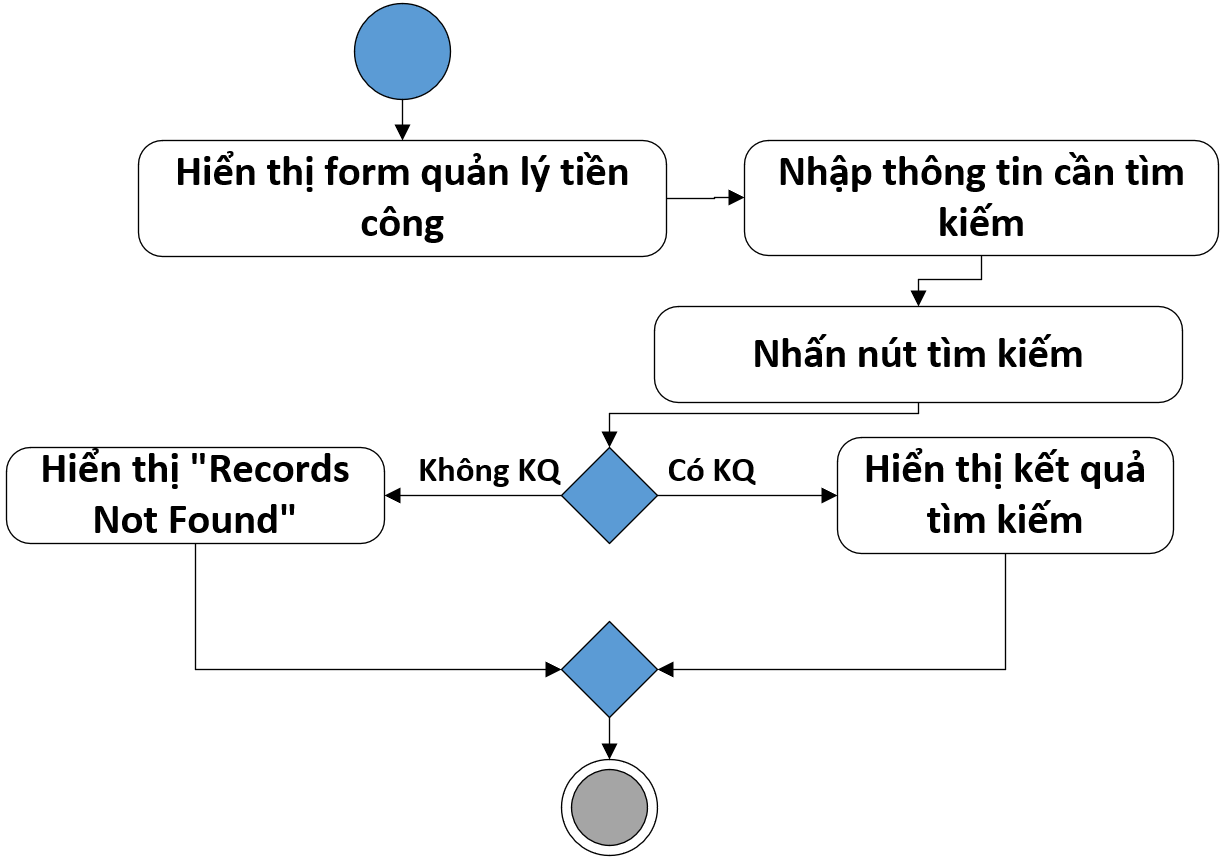 Hiển thị form quản lý tiền
công
Nhập thông tin cần tìm
kiếm
Nhấn nút tìm kiếm
Hiển thị "Records
Not Found"
Không KQ
Có KQ
Hiển thị kết quả
tìm kiếm